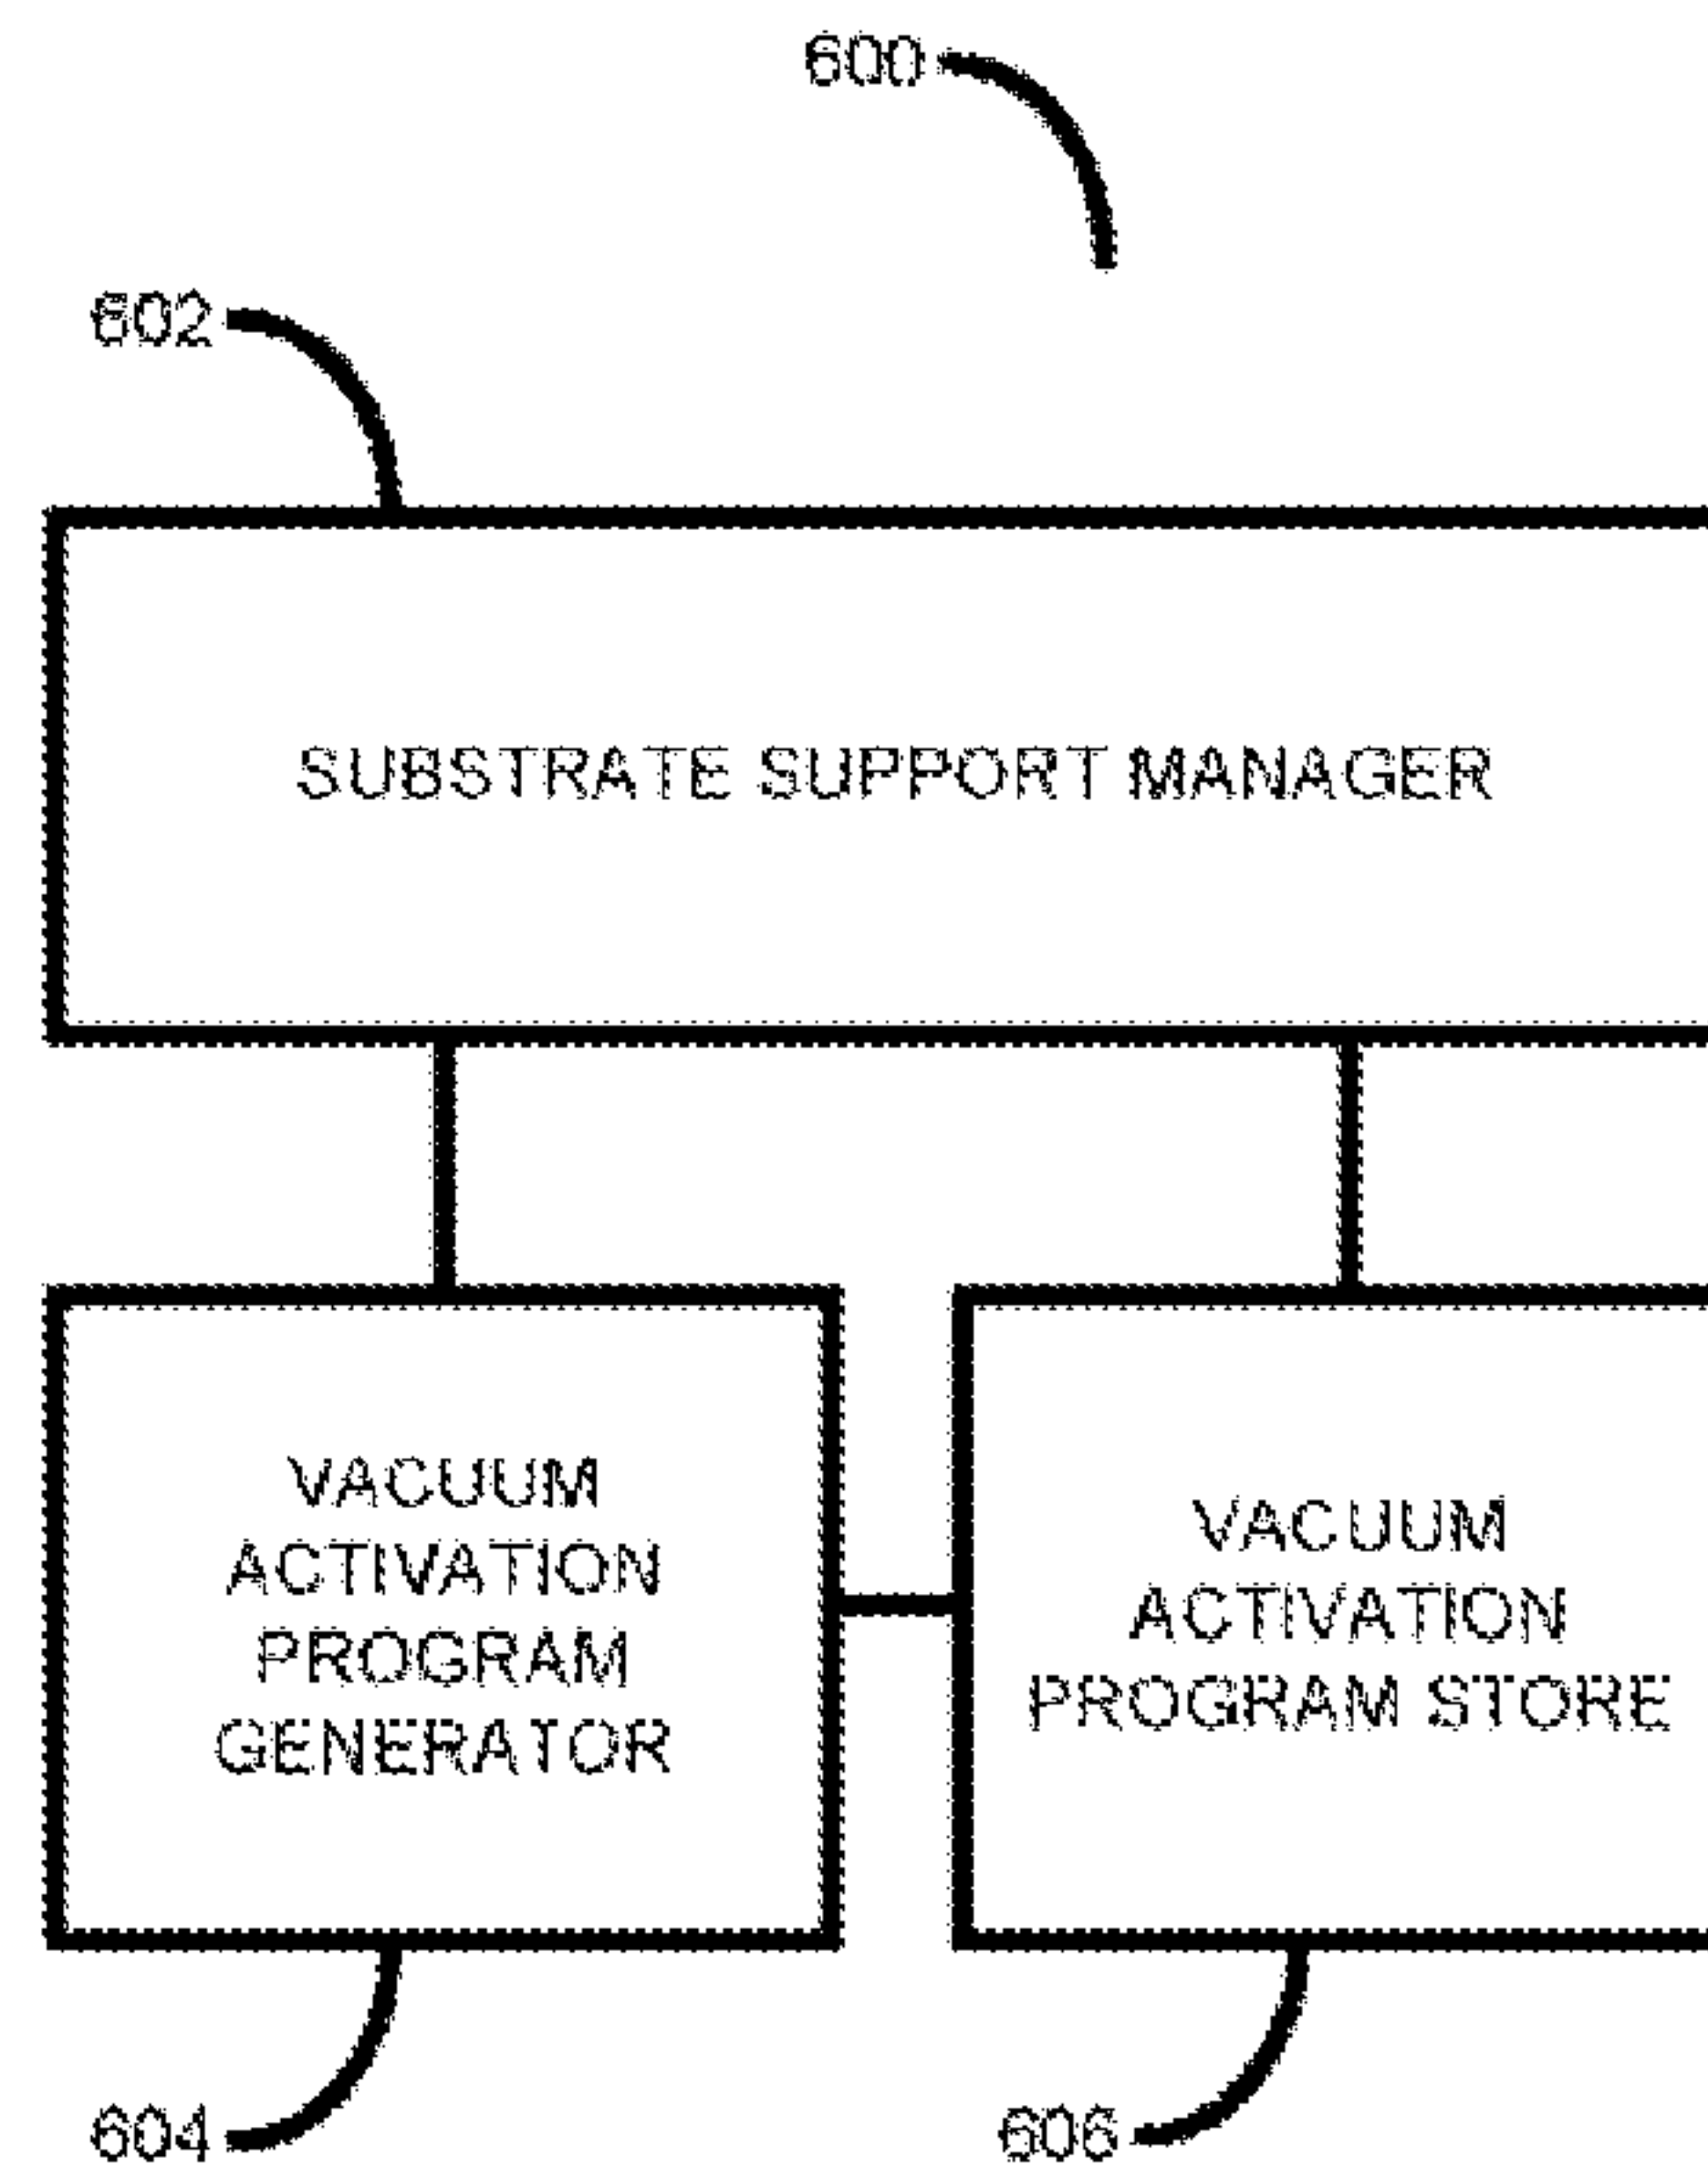 600
602
SUBSTRATE SUPPORT MANAGER
VACUUM
ACTIVATION
PROGRAM
GENERATOR
VACUUM
ACTIVATION
PROGRAM STORE
604
606